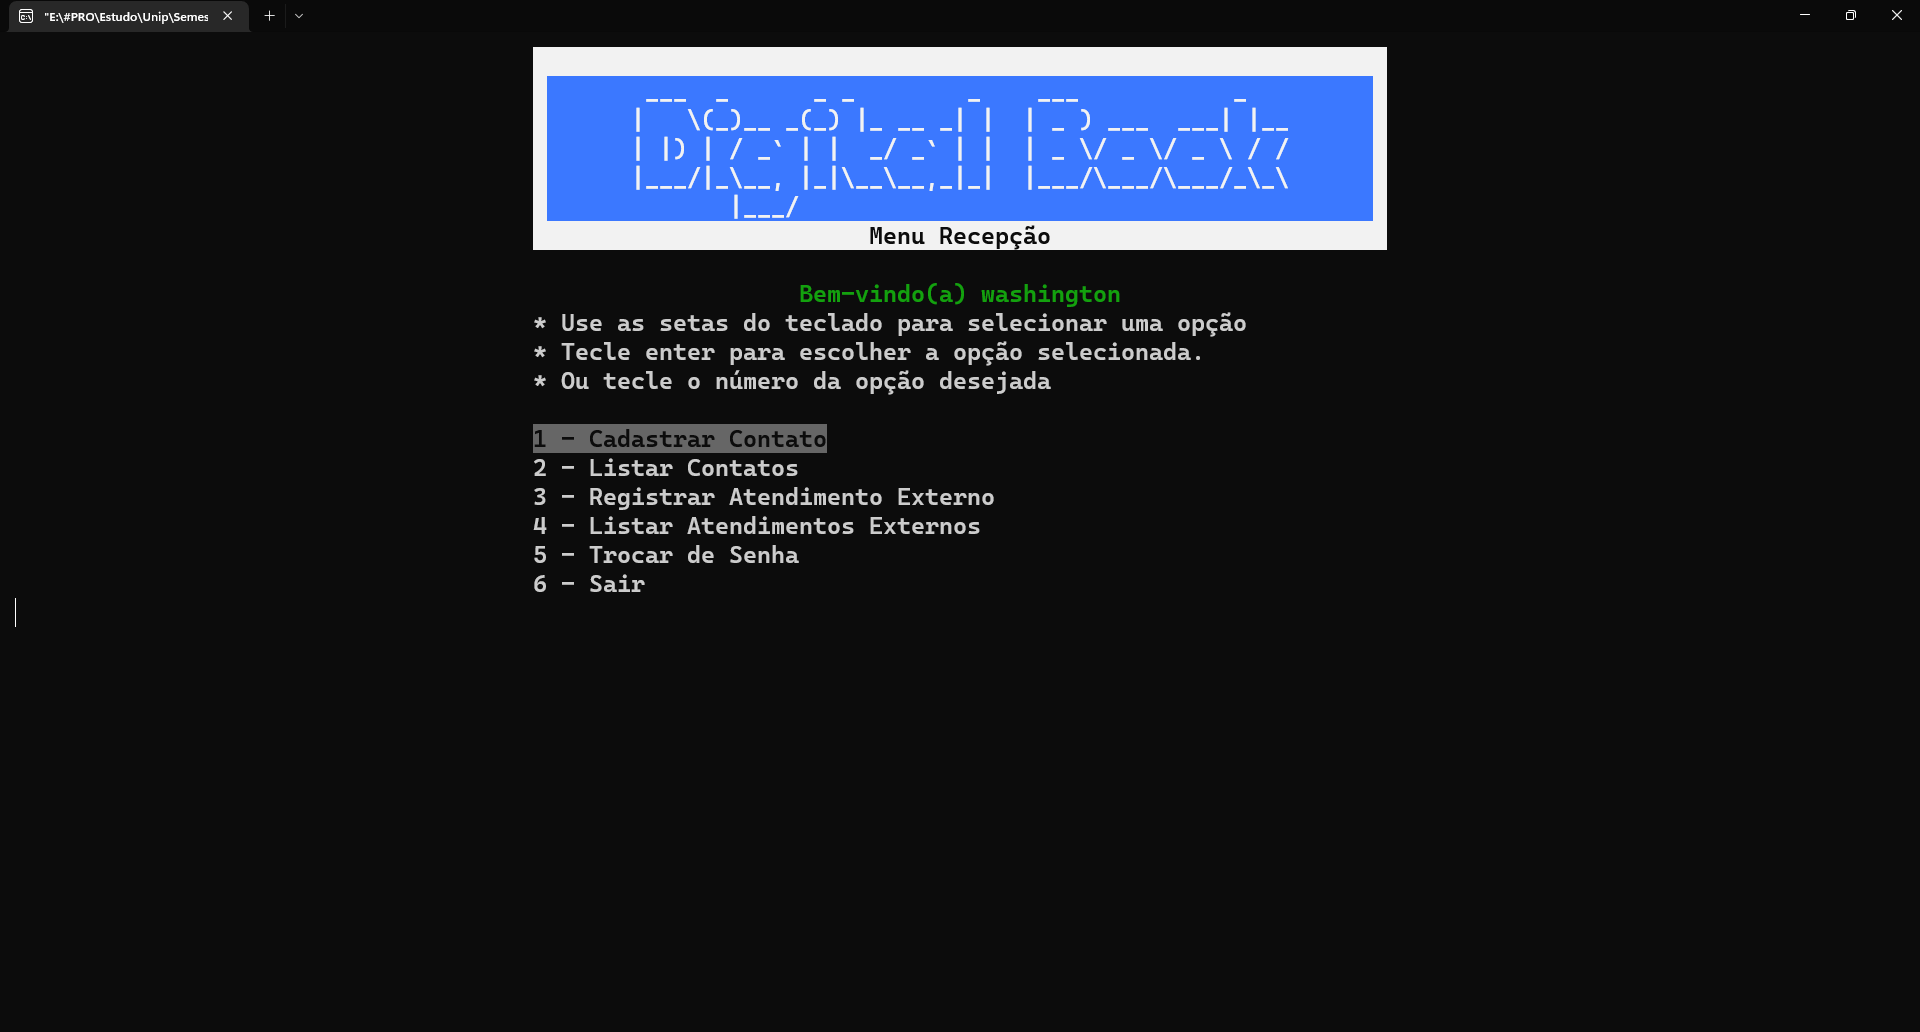 "E:\#PRO\Estudo\Unip\Semes
Digital Book
Menu Recepção
Bem-vindo(a) washington
* Use as setas do teclado para selecionar uma opção
* Tecle enter para escolher a opção selecionada.
* Ou tecle o número da opção desejada
1 - Cadastrar Contato
2 - Listar Contatos
3 - Registrar Atendimento Externo
4 - Listar Atendimentos Externos
5 - Trocar de Senha
6 - Sair